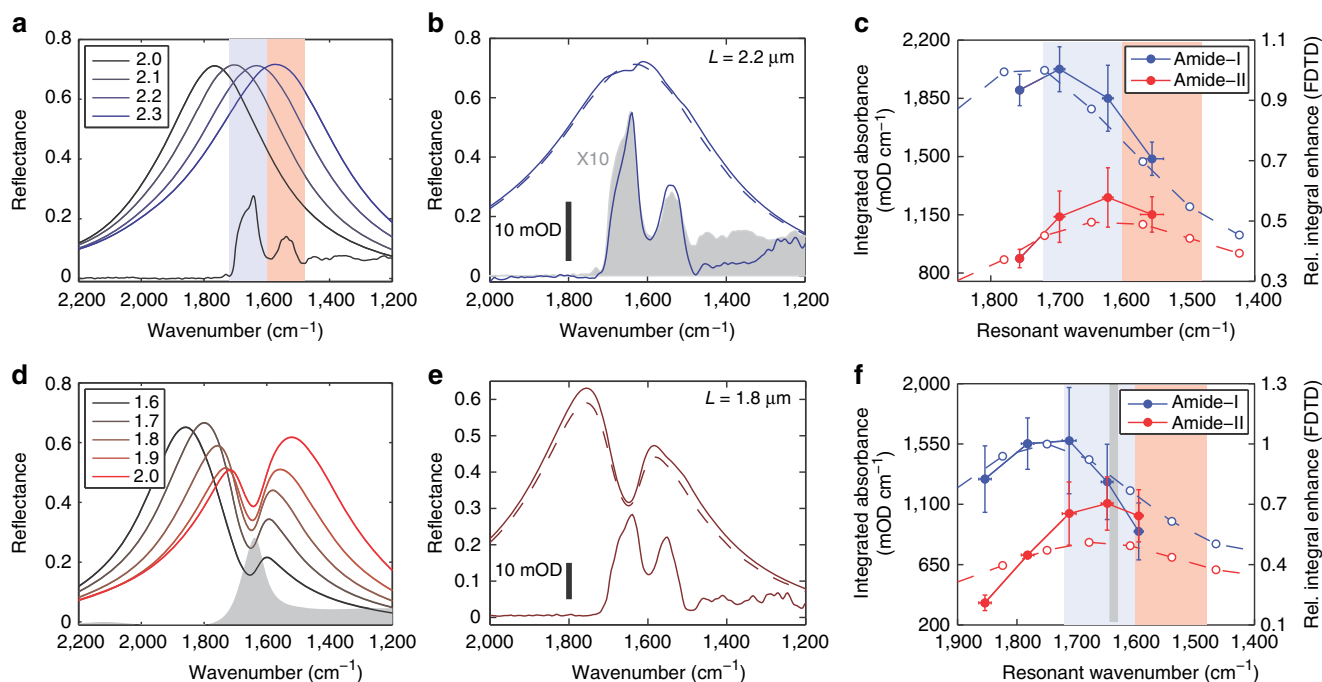 a
0.8
0.6
0.4
0.2
0
Reflectance
2.0
2.1
2.2
2.3
2,200
2,000
1,800
1,600
1,400
1,200
Wavenumber (cm−1)
b
0.8
0.6
0.4
0.2
0
Reflectance
L = 2.2 μm
X10
10 mOD
2,000
1,800
1,600
1,400
1,200
Wavenumber (cm−1)
c
2,200
1,850
1,500
1,150
800
Integrated absorbance
(mOD cm−1)
Amide–I
Amide–II
1.1
0.9
0.7
0.5
0.3
Rel. integral enhance (FDTD)
1,800
1,700
1,600
1,500
1,400
Resonant wavenumber (cm−1)
d
0.8
0.6
0.4
0.2
0
Reflectance
1.6
1.7
1.8
1.9
2.0
2,200
2,000
1,800
1,600
1,400
1,200
Wavenumber (cm−1)
e
0.6
0.5
0.4
0.3
0.2
0.1
0
Reflectance
L = 1.8 μm
10 mOD
2,000
1,800
1,600
1,400
1,200
Wavenumber (cm−1)
f
2,000
1,550
1,100
650
200
Integrated absorbance
(mOD cm−1)
Amide–I
Amide–II
1.3
1
0.7
0.4
0.1
Rel. integral enhance (FDTD)
1,900
1,800
1,700
1,600
1,500
1,400
Resonant wavenumber (cm−1)